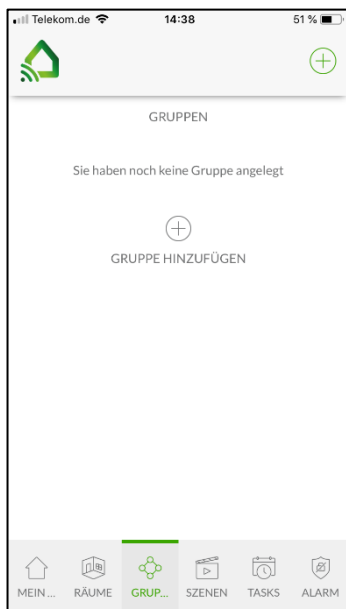 Telekom.de 14:38 51 %
GRUPPEN
Sie haben noch keine Gruppe angelegt
GRUPPE HINZUFÜGEN
MEIN... RÄUME GRUP... SZENEN TASKS ALARM